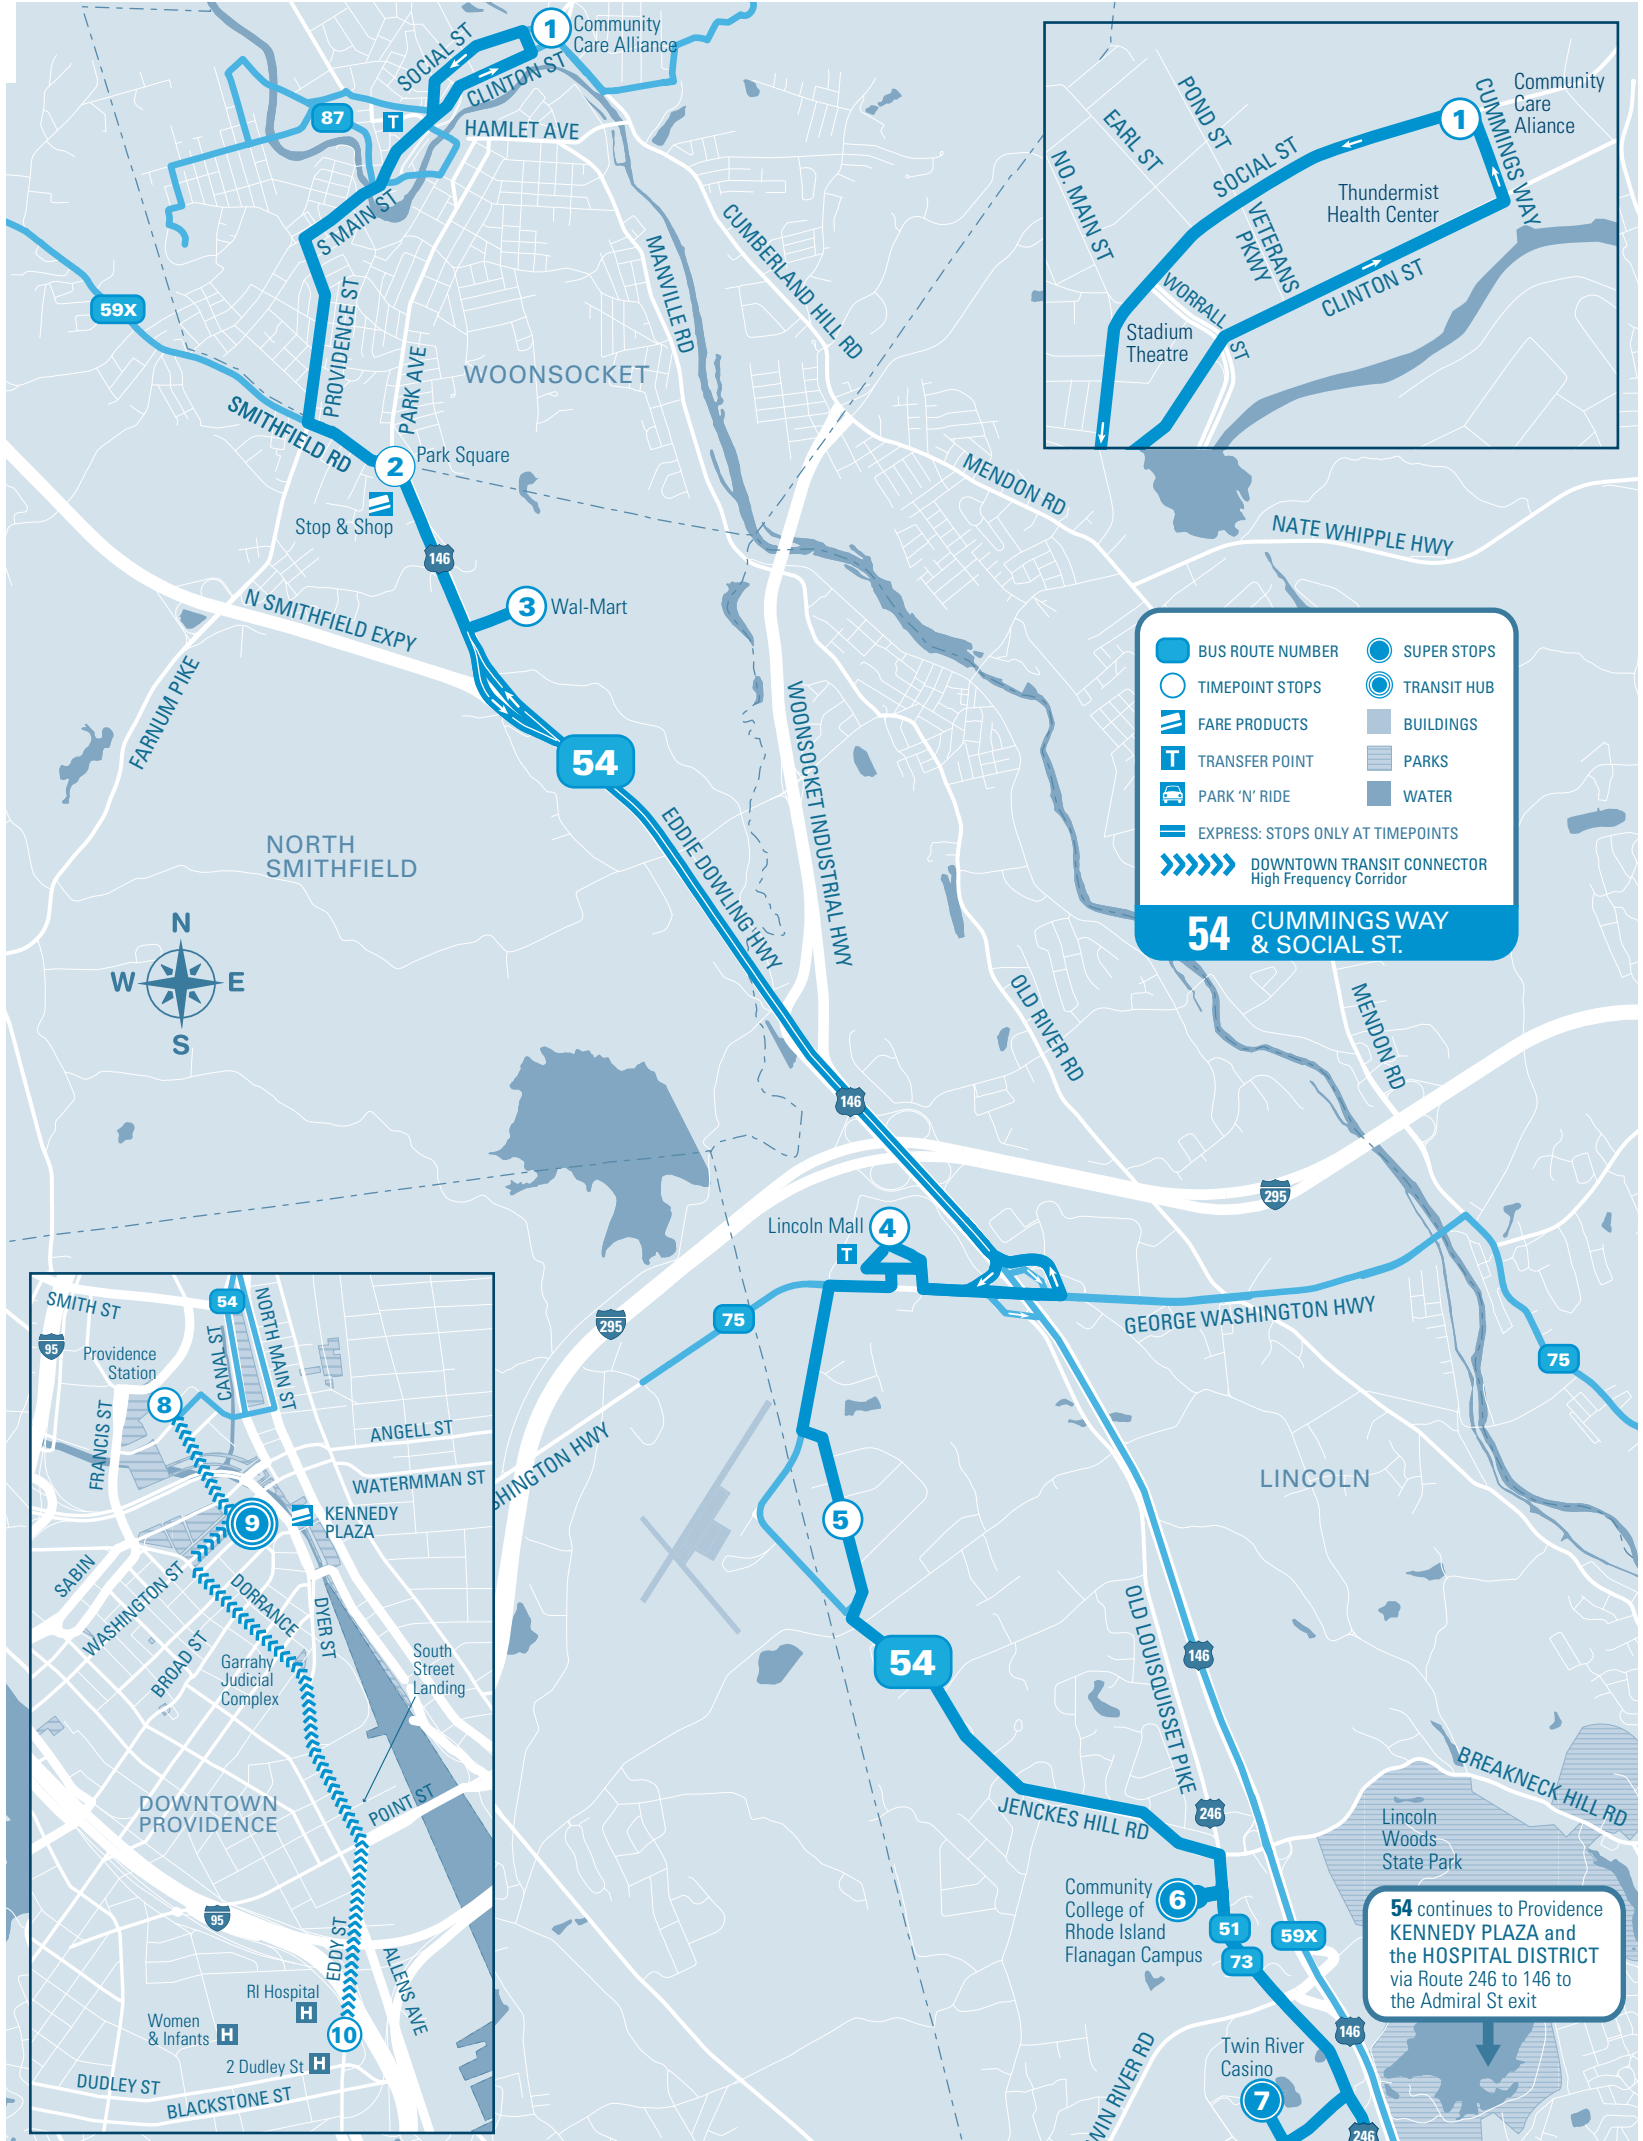 1
Community
Care Alliance
SOCIAL ST
CLINTON ST
87
T
HAMLET AVE
S MAIN ST
59X
PROVIDENCE ST
PARK AVE
WOONSOCKET
MANVILLE RD
CUMBERLAND HILL RD
SMITHFIELD RD
2
Park Square
Stop & Shop
146
3
Wal-Mart
N SMITHFIELD EXPY
FARNUM PIKE
54
NORTH
SMITHFIELD
EDDIE DOWLING HWY
WOONSOCKET INDUSTRIAL HWY
MENDON RD
NATE WHIPPLE HWY
N
W
E
S
POND ST
EARL ST
NO. MAIN ST
SOCIAL ST
1
CUMMINGS WAY
Community
Care
Aliance
Thundermist
Health Center
VETERANS
PKWY
WORRALL ST
CLINTON ST
Stadium
Theatre
BUS ROUTE NUMBER
SUPER STOPS
TIMEPOINT STOPS
TRANSIT HUB
FARE PRODUCTS
BUILDINGS
T
TRANSFER POINT
PARKS
PARK ‘N’ RIDE
WATER
EXPRESS: STOPS ONLY AT TIMEPOINTS
DOWNTOWN TRANSIT CONNECTOR
High Frequency Corridor
54
CUMMINGS WAY
& SOCIAL ST.
OLD RIVER RD
MENDON RD
146
295
Lincoln Mall
4
T
75
295
GEORGE WASHINGTON HWY
75
SHINGTON HWY
5
LINCOLN
54
OLD LOUISQUISSET PIKE
146
JENCKES HILL RD
246
BREAKNECK HILL RD
Lincoln
Woods
State Park
Community
College of
Rhode Island
Flanagan Campus
6
51
73
59X
54 continues to Providence
KENNEDY PLAZA and
the HOSPITAL DISTRICT
via Route 246 to 146 to
the Admiral St exit
146
Twin River
Casino
7
WIN RIVER RD
246
SMITH ST
54
95
Providence
Station
CANAL ST
NORTH MAIN ST
8
FRANCIS ST
ANGELL ST
WATERMMAN ST
9
KENNEDY
PLAZA
SABIN
WASHINGTON ST
DORRANCE
DYER ST
BROAD ST
Garrahy
Judicial
Complex
South
Street
Landing
DOWNTOWN
PROVIDENCE
POINT ST
95
EDDY ST
ALLENS AVE
RI Hospital
H
Women
& Infants
H
10
2 Dudley St
H
DUDLEY ST
BLACKSTONE ST